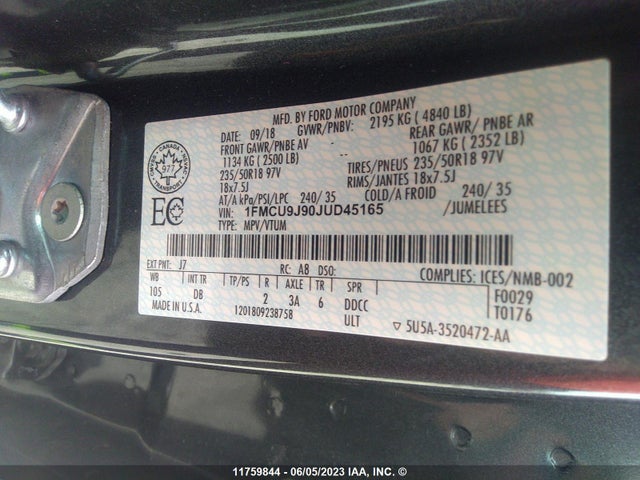 MFD. BY FORD MOTOR COMPANY
DATE: 09/18 GVWR/PNBV: 2195 KG ( 4840 LB)
FRONT GAWR/PNBE AV REAR GAWR/ PNBE AR
1134 KG ( 2500 LB) 1067 KG ( 2352 LB)
235/50R18 97V TIRES/PNEUS 235/50R18 97V
18x7.5J RIMS/JANTES 18x7.5J
AT/A kPa/PSI/LPC 240/ 35 COLD/A FROID 240/ 35
VIN: 1FMCU9J90JUD45165 /JUMELEES
TYPE: MPV/VTUM
CANADA
977
TRANSPORT
EC
EXT PNT: J7 RC: A8 DSO: COMPLIES: ICES/NMB-002
WB INT TR TP/PS R AXLE TR SPR F0029
105 DB 2 3A 6 DDCC T0176
MADE IN U.S.A. 1201809238758 ULT ▽ 5U5A-3520472-AA
11759844 - 06/05/2023 IAA, INC. ©